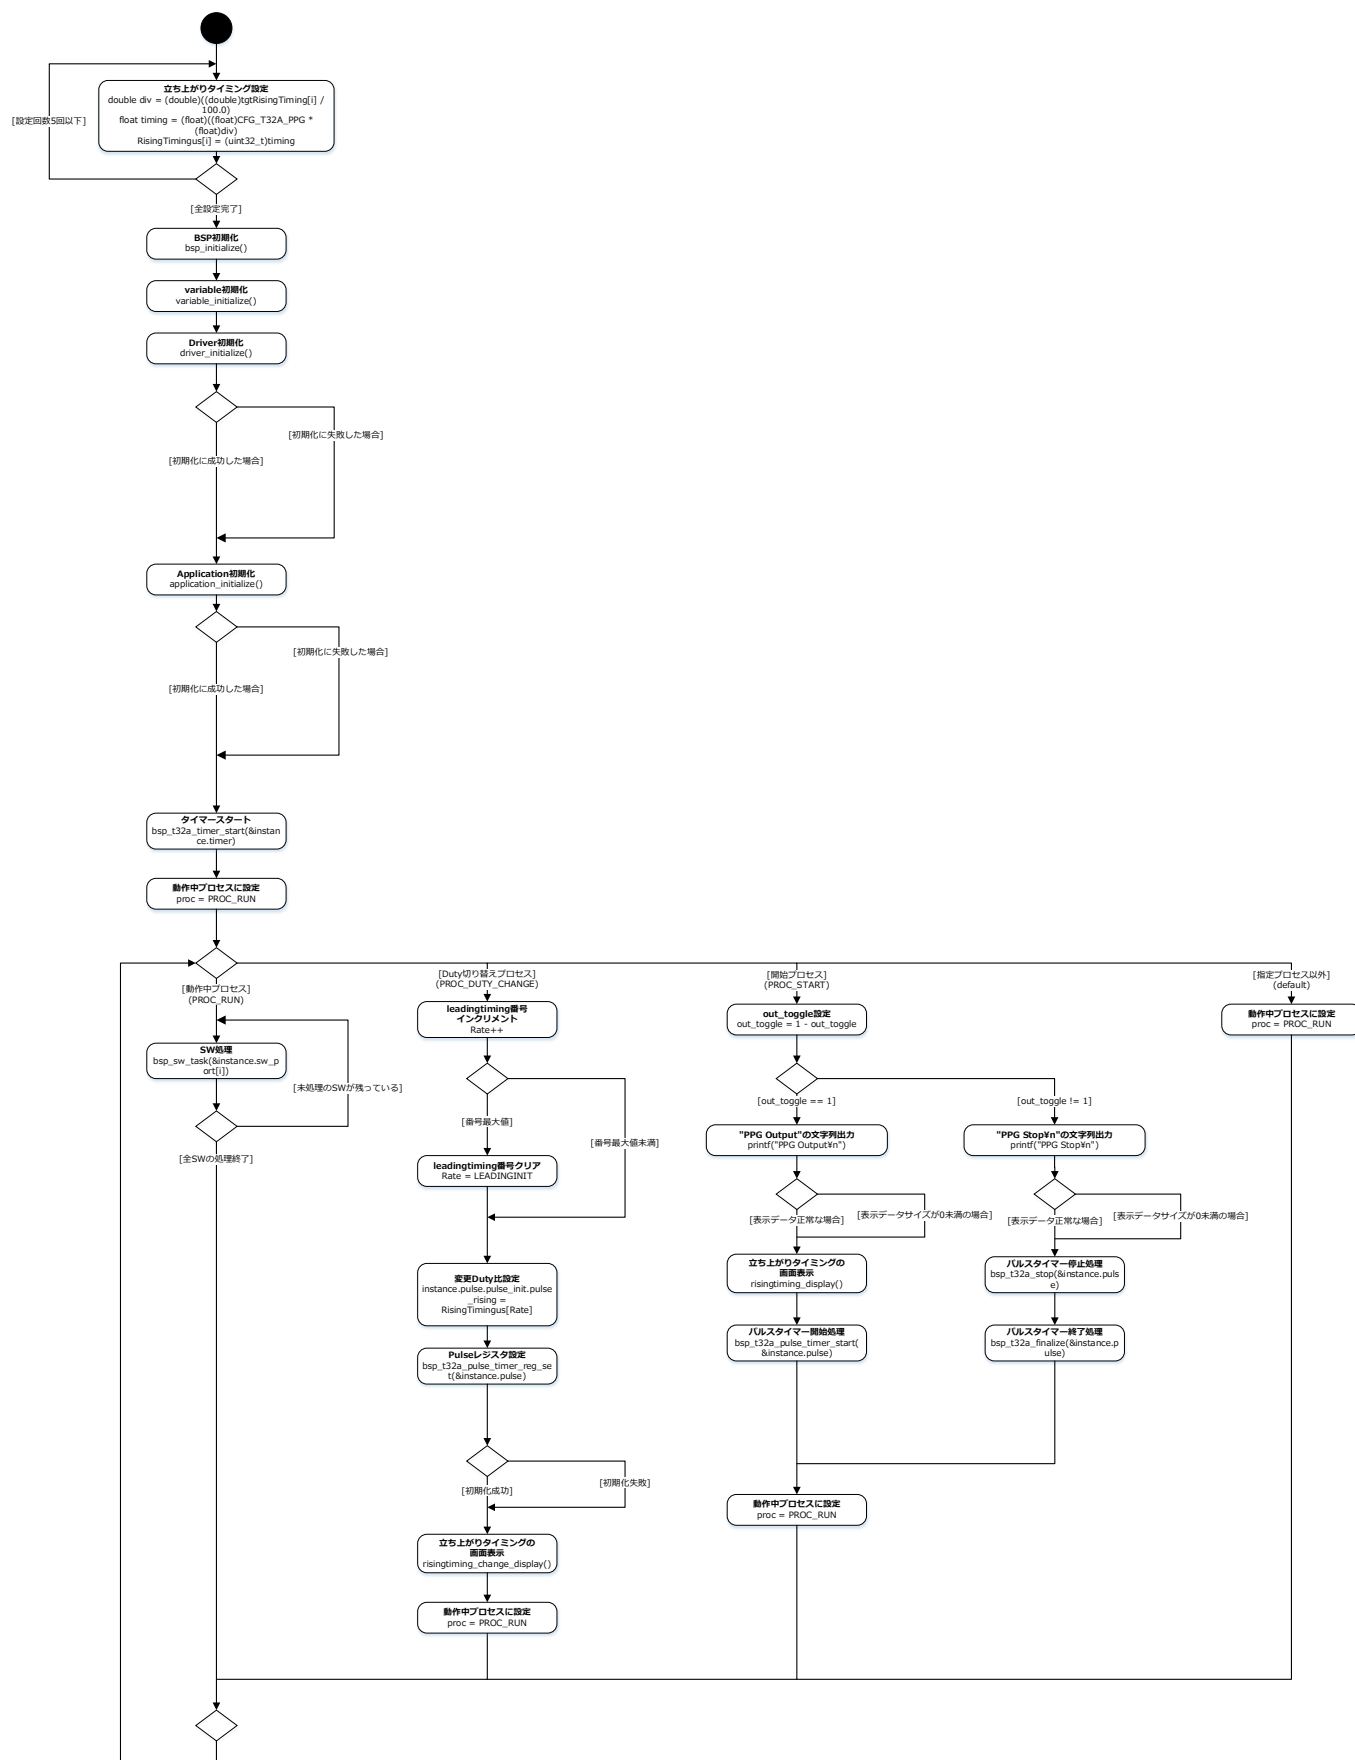 立ち上がりタイミング設定
double div = (double)((double)tgtRisingTiming[i] /
100.0)
float timing = (float)((float)CFG_T32A_PPG *
(float)div)
RisingTimingus[i] = (uint32_t)timing
[設定回数5回以下]
[全設定完了]
BSP初期化
bsp_initialize()
variable初期化
variable_initialize()
Driver初期化
driver_initialize()
[初期化に失敗した場合]
[初期化に成功した場合]
Application初期化
application_initialize()
[初期化に失敗した場合]
[初期化に成功した場合]
タイマースタート
bsp_t32a_timer_start(&instan
ce.timer)
動作中プロセスに設定
proc = PROC_RUN
[動作中プロセス]
(PROC_RUN)
SW処理
bsp_sw_task(&instance.sw_p
ort[i])
[未処理のSWが残っている]
[全SWの処理終了]
[Duty切り替えプロセス]
(PROC_DUTY_CHANGE)
leadingtiming番号
インクリメント
Rate++
[番号最大値]
[番号最大値未満]
leadingtiming番号クリア
Rate = LEADINGINIT
変更Duty比設定
instance.pulse.pulse_init.pulse
_rising =
RisingTimingus[Rate]
Pulseレジスタ設定
bsp_t32a_pulse_timer_reg_se
t(&instance.pulse)
[初期化失敗]
[初期化成功]
立ち上がりタイミングの
画面表示
risingtiming_change_display()
動作中プロセスに設定
proc = PROC_RUN
[開始プロセス]
(PROC_START)
out_toggle設定
out_toggle = 1 - out_toggle
[out_toggle == 1]
"PPG Output"の文字列出力
printf("PPG Output¥n")
[表示データサイズが0未満の場合]
[表示データ正常な場合]
立ち上がりタイミングの
画面表示
risingtiming_display()
パルスタイマー開始処理
bsp_t32a_pulse_timer_start(
&instance.pulse)
[out_toggle != 1]
"PPG Stop¥n"の文字列出力
printf("PPG Stop¥n")
[表示データサイズが0未満の場合]
[表示データ正常な場合]
パルスタイマー停止処理
bsp_t32a_stop(&instance.puls
e)
パルスタイマー終了処理
bsp_t32a_finalize(&instance.p
ulse)
動作中プロセスに設定
proc = PROC_RUN
[指定プロセス以外]
(default)
動作中プロセスに設定
proc = PROC_RUN